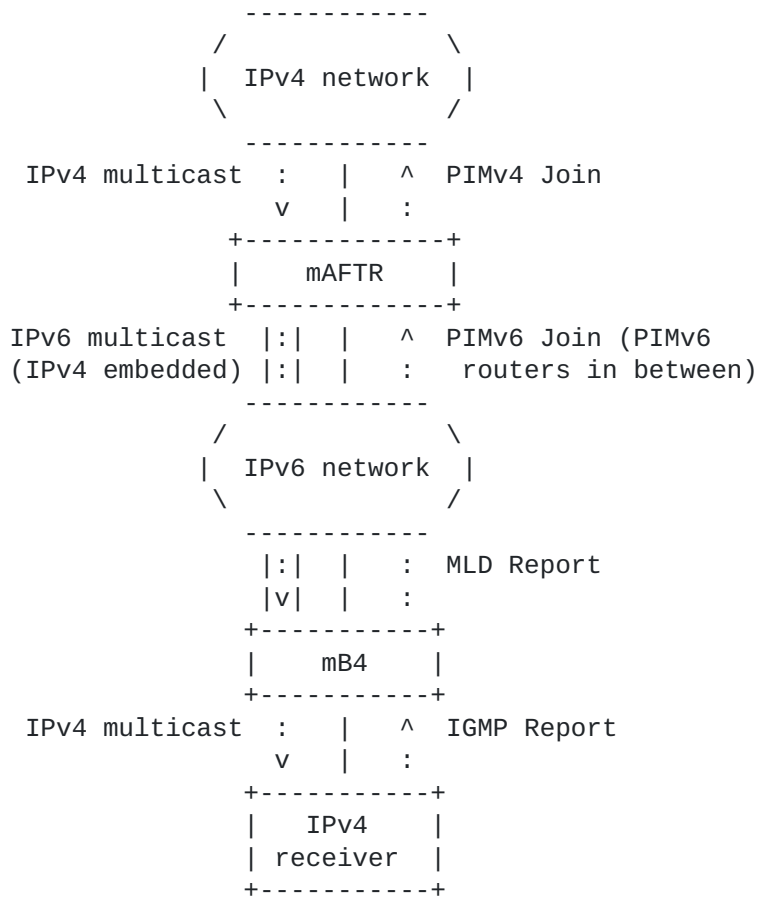 IPv4 network
IPv4 multicast : | ^ PIMv4 Join
v | :
mAFTR
IPv6 multicast |:| | ^ PIMv6 Join (PIMv6
(IPv4 embedded) |:| | : routers in between)
IPv6 network
|:| | : MLD Report
|v| | :
mB4
IPv4 multicast : | ^ IGMP Report
v | :
IPv4
receiver